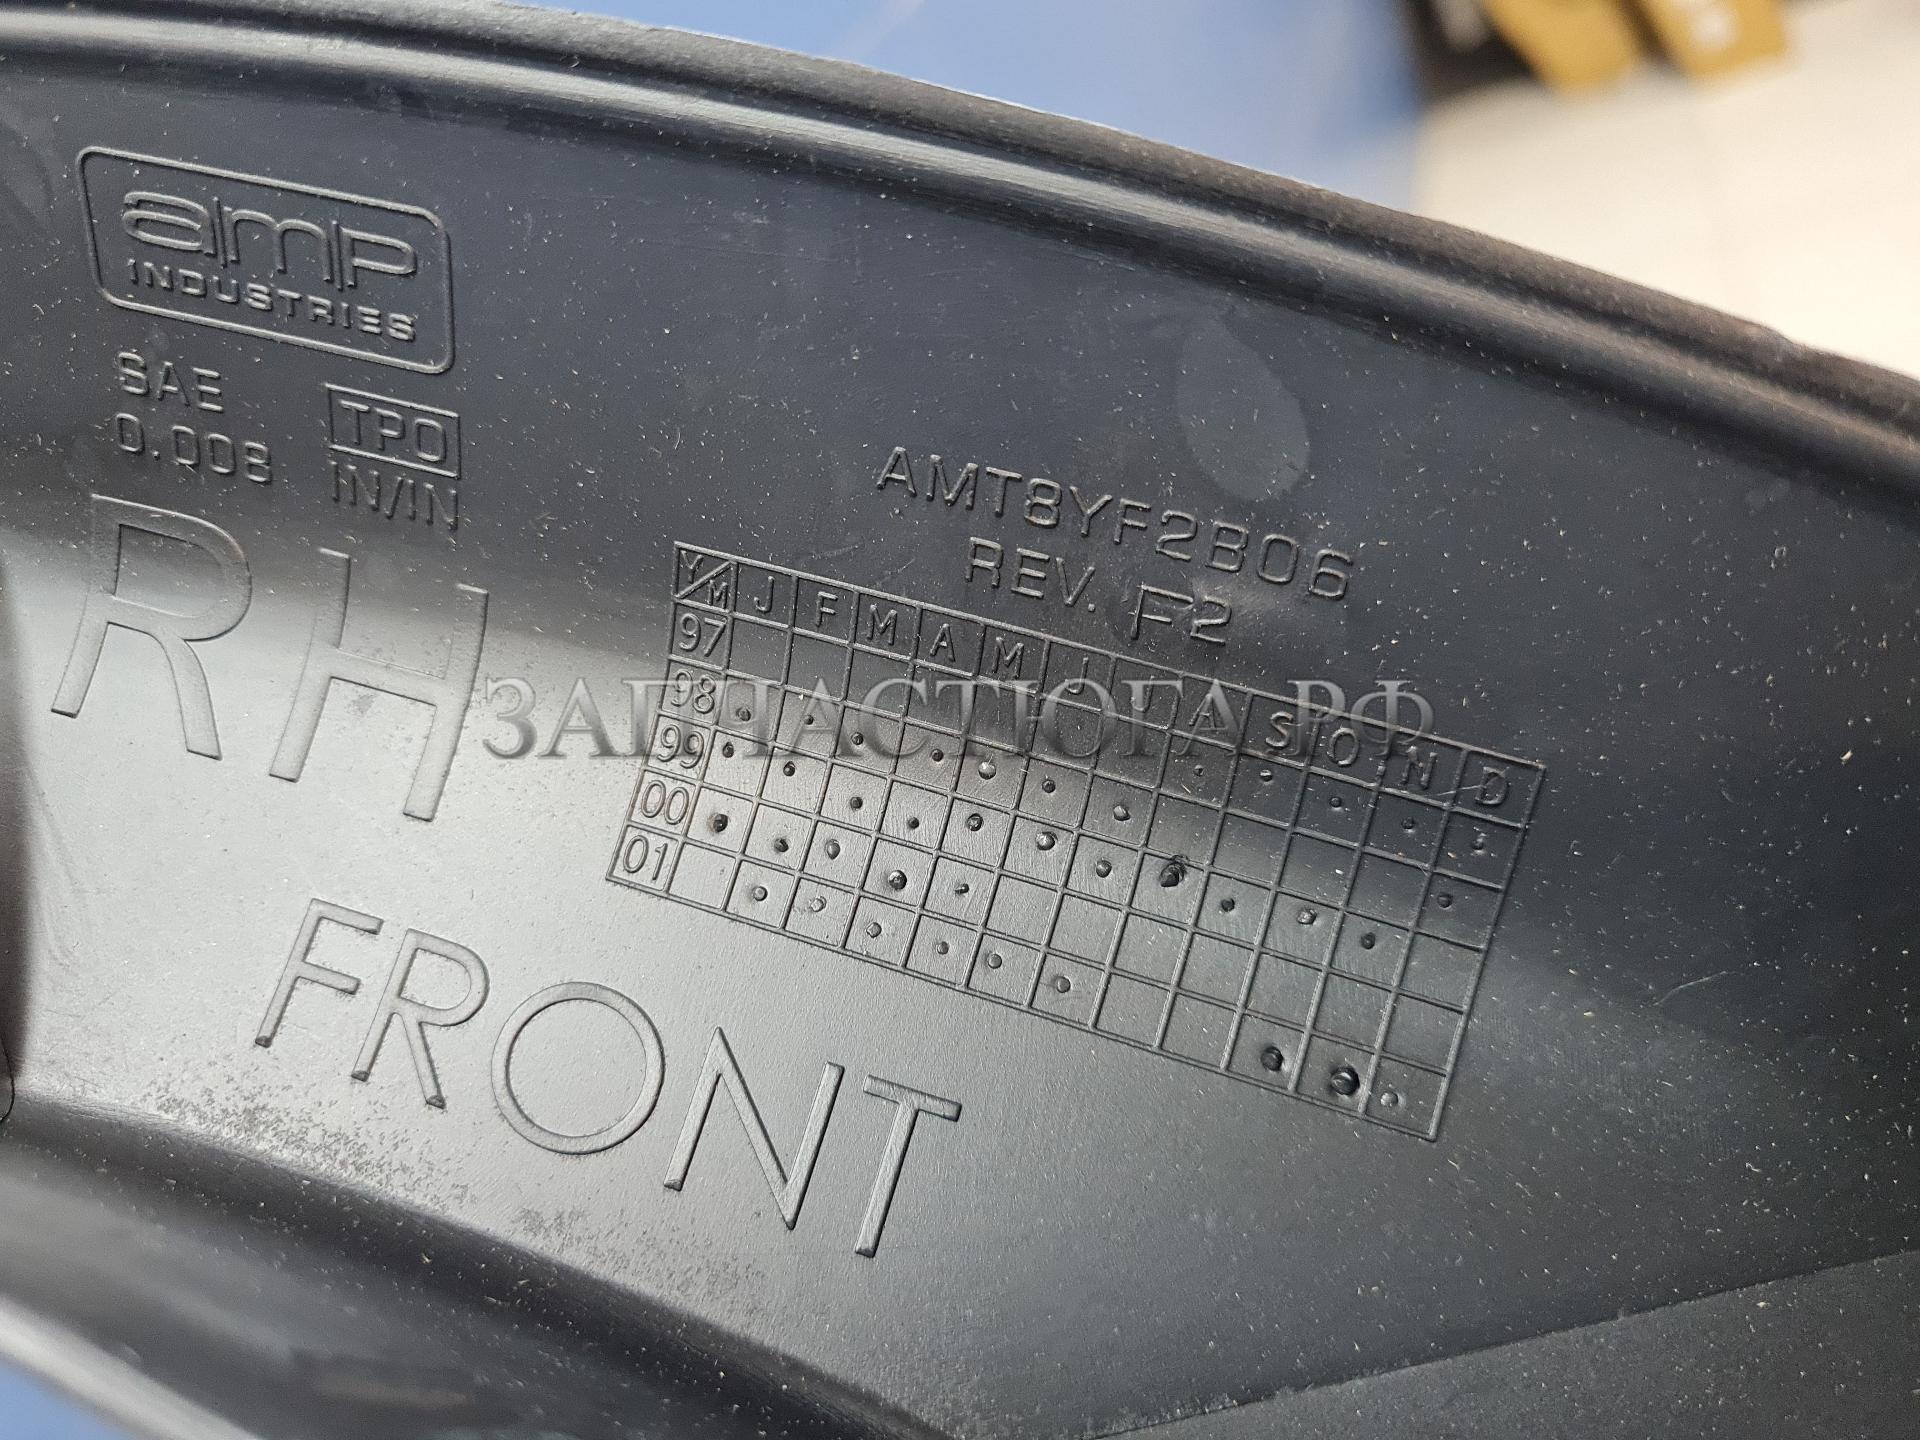 amp
INDUSTRIES
SAE
0.008
TPO
IN/IN
RH
FRONT
AMT8YF2B06
REV. F2
Y/M J F M A M J J A S O N D
97
98
99
00
01
ЗАПЧАСТЮГА.РФ